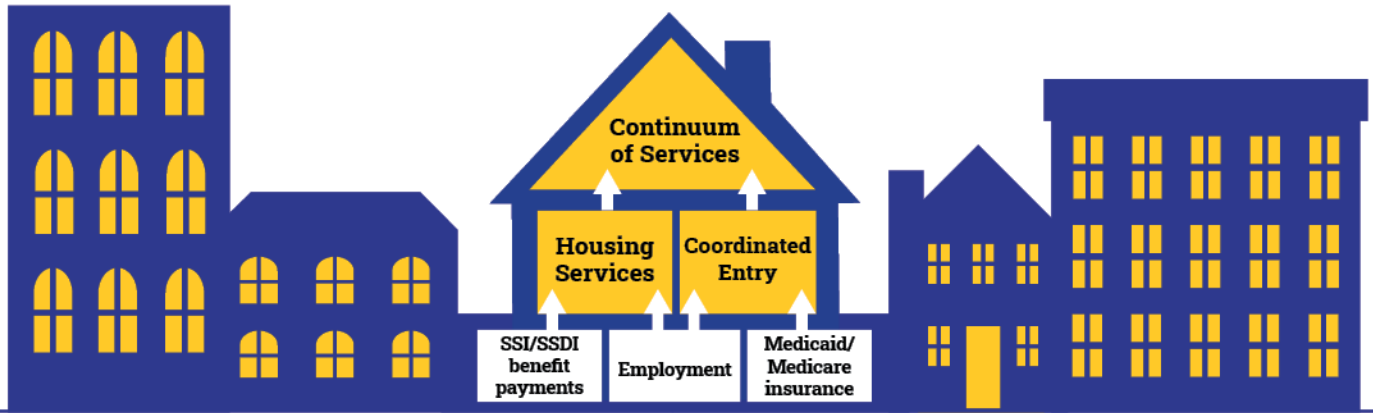 Continuum
of Services
Housing
Services
Coordinated
Entry
SSI/SSDI
benefit
payments
Employment
Medicaid/
Medicare
insurance